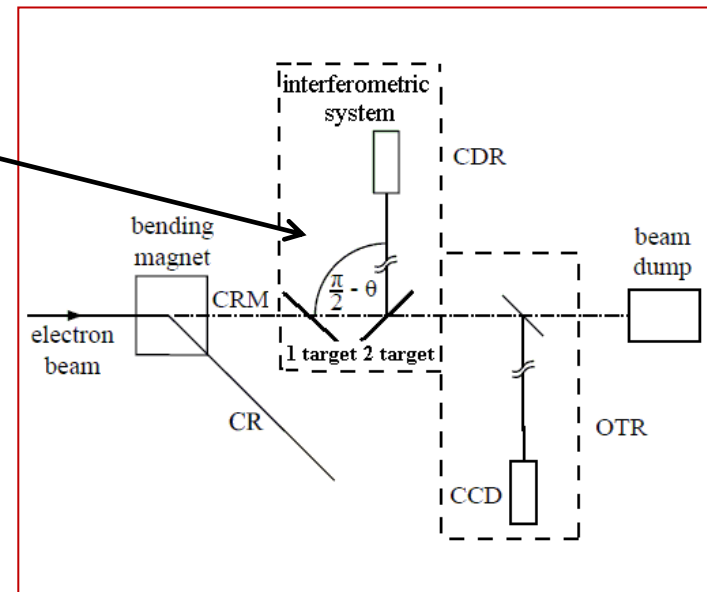 interferometric
system
CDR
bending
magnet
beam
dump
π/2 - θ
CRM
electron
beam
1 target 2 target
CR
OTR
CCD